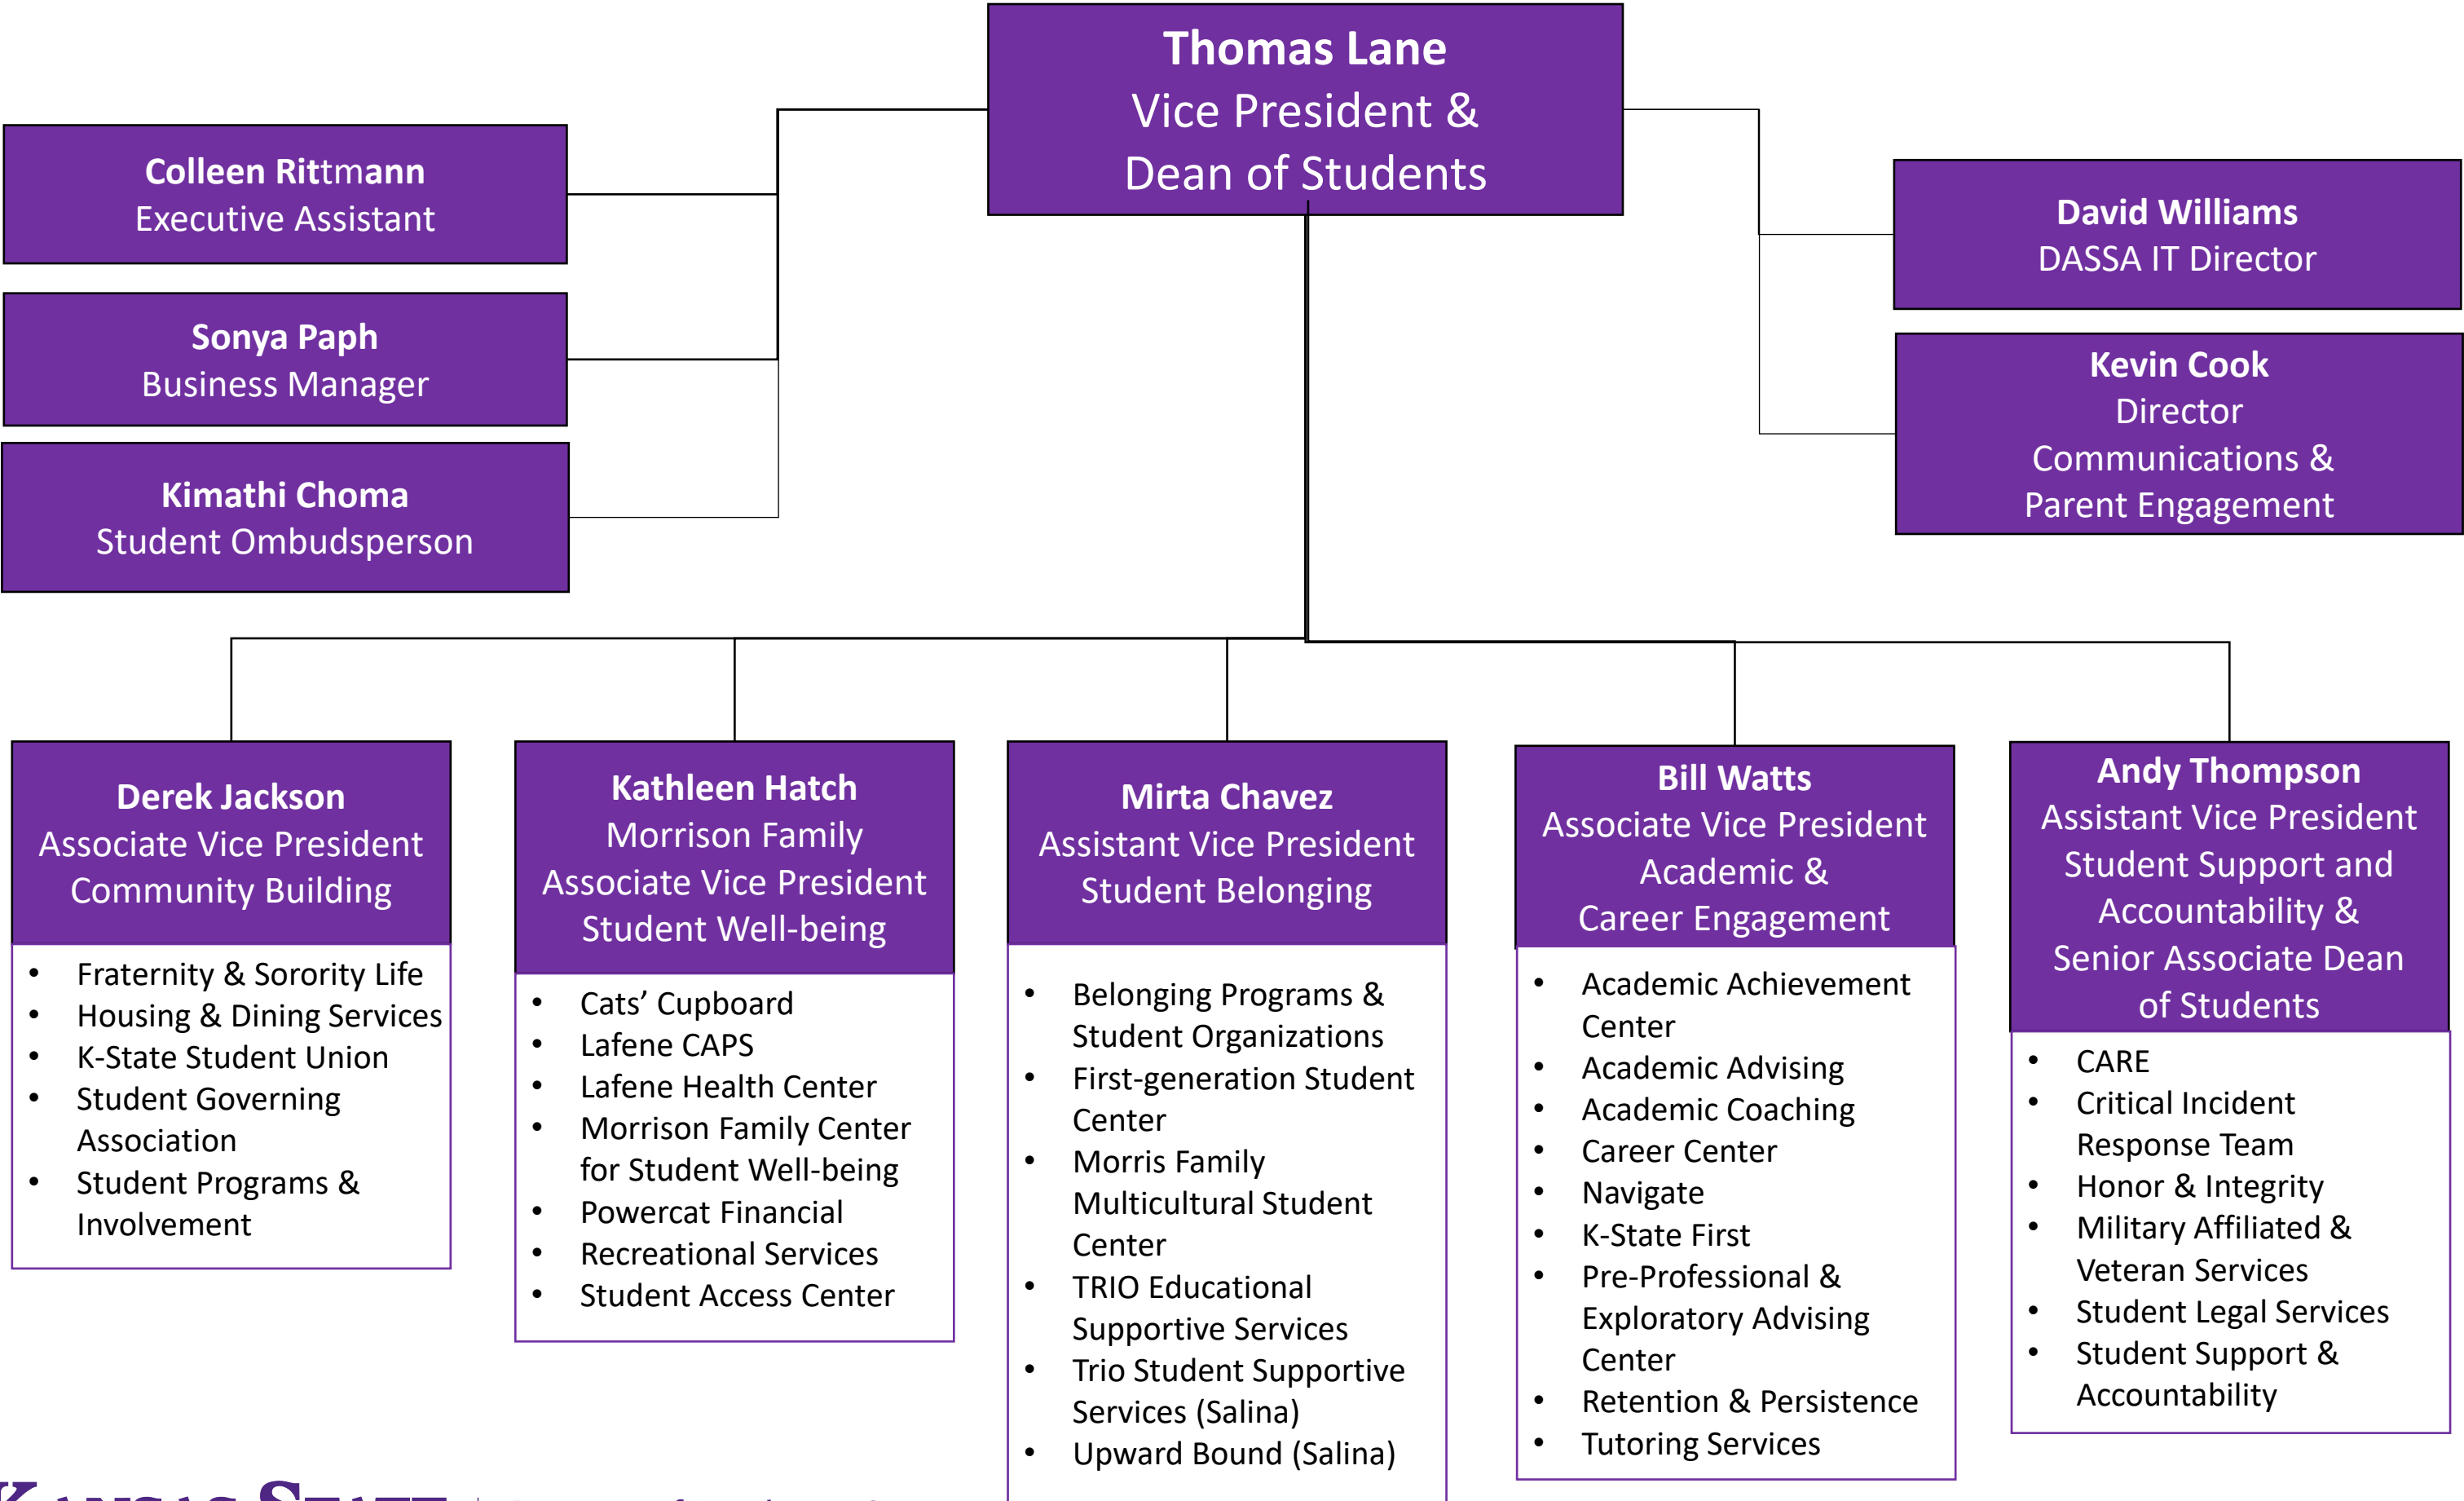 Thomas Lane
Vice President &
Dean of Students
Colleen Rittmann
Executive Assistant
Sonya Paph
Business Manager
Kimathi Choma
Student Ombudsperson
David Williams
DASSA IT Director
Kevin Cook
Director
Communications &
Parent Engagement
Derek Jackson
Associate Vice President
Community Building
• Fraternity & Sorority Life
• Housing & Dining Services
• K-State Student Union
• Student Governing
Association
• Student Programs &
Involvement
Kathleen Hatch
Morrison Family
Associate Vice President
Student Well-being
• Cats’ Cupboard
• Lafene CAPS
• Lafene Health Center
• Morrison Family Center
for Student Well-being
• Powercat Financial
• Recreational Services
• Student Access Center
Mirta Chavez
Assistant Vice President
Student Belonging
• Belonging Programs &
Student Organizations
• First-generation Student
Center
• Morris Family
Multicultural Student
Center
• TRIO Educational
Supportive Services
• Trio Student Supportive
Services (Salina)
• Upward Bound (Salina)
Bill Watts
Associate Vice President
Academic &
Career Engagement
• Academic Achievement
Center
• Academic Advising
• Academic Coaching
• Career Center
• Navigate
• K-State First
• Pre-Professional &
Exploratory Advising
Center
• Retention & Persistence
• Tutoring Services
Andy Thompson
Assistant Vice President
Student Support and
Accountability &
Senior Associate Dean
of Students
• CARE
• Critical Incident
Response Team
• Honor & Integrity
• Military Affiliated &
Veteran Services
• Student Legal Services
• Student Support &
Accountability
KANSAS STATE